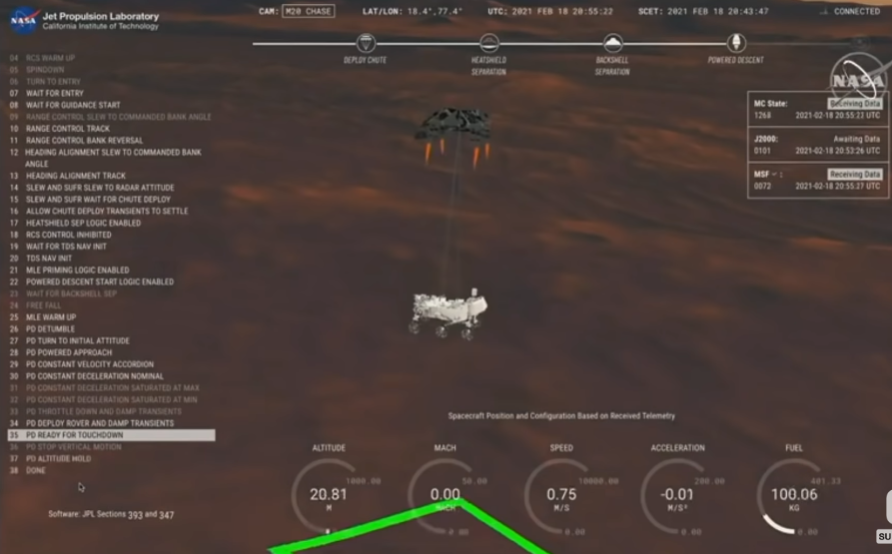 NASA
Jet Propulsion Laboratory
California Institute of Technology
CAM: M20 CHASE LAT/LON: 18.4°,77.4° UTC: 2021 FEB 18 20:55:22 SCET: 2021 FEB 18 20:43:47 CONNECTED
DEPLOY CHUTE
HEATSHIELD SEPARATION
BACKSHELL SEPARATION
POWERED DESCENT
NASA
04 RCS WARM UP
05 SPINDOWN
06 TURN TO ENTRY
07 WAIT FOR ENTRY
08 WAIT FOR GUIDANCE START
09 RANGE CONTROL SLEW TO COMMANDED BANK ANGLE
10 RANGE CONTROL TRACK
11 RANGE CONTROL BANK REVERSAL
12 HEADING ALIGNMENT SLEW TO COMMANDED BANK
ANGLE
13 HEADING ALIGNMENT TRACK
14 SLEW AND SUFR SLEW TO RADAR ATTITUDE
15 SLEW AND SUFR WAIT FOR CHUTE DEPLOY
16 ALLOW CHUTE DEPLOY TRANSIENTS TO SETTLE
17 HEATSHIELD SEP LOGIC ENABLED
18 RCS CONTROL INHIBITED
19 WAIT FOR TDS NAV INIT
20 TDS NAV INIT
21 MLE PRIMING LOGIC ENABLED
22 POWERED DESCENT START LOGIC ENABLED
23 WAIT FOR BACKSHELL SEP
24 FREE FALL
25 MLE WARM UP
26 PD DETUMBLE
27 PD TURN TO INITIAL ATTITUDE
28 PD POWERED APPROACH
29 PD CONSTANT VELOCITY ACCORDION
30 PD CONSTANT DECELERATION NOMINAL
31 PD CONSTANT DECELERATION SATURATED AT MAX
32 PD CONSTANT DECELERATION SATURATED AT MIN
33 PD THROTTLE DOWN AND DAMP TRANSIENTS
34 PD DEPLOY ROVER AND DAMP TRANSIENTS
35 PD READY FOR TOUCHDOWN
36 PD STOP VERTICAL MOTION
37 PD ALTITUDE HOLD
38 DONE
Software: JPL Sections 393 and 347
MC State: Receiving Data
1268 2021-02-18 20:55:23 UTC
J2000: Awaiting Data
0101 2021-02-18 20:53:26 UTC
MSF : Receiving Data
0072 2021-02-18 20:55:27 UTC
Spacecraft Position and Configuration Based on Received Telemetry
ALTITUDE MACH SPEED ACCELERATION FUEL
1000.00 50.00 10000.00 200.00 401.33
20.81 0.00 0.75 -0.01 100.06
M MACH M/S M/S² KG
0.00 0.00 0.00 0.00
SU